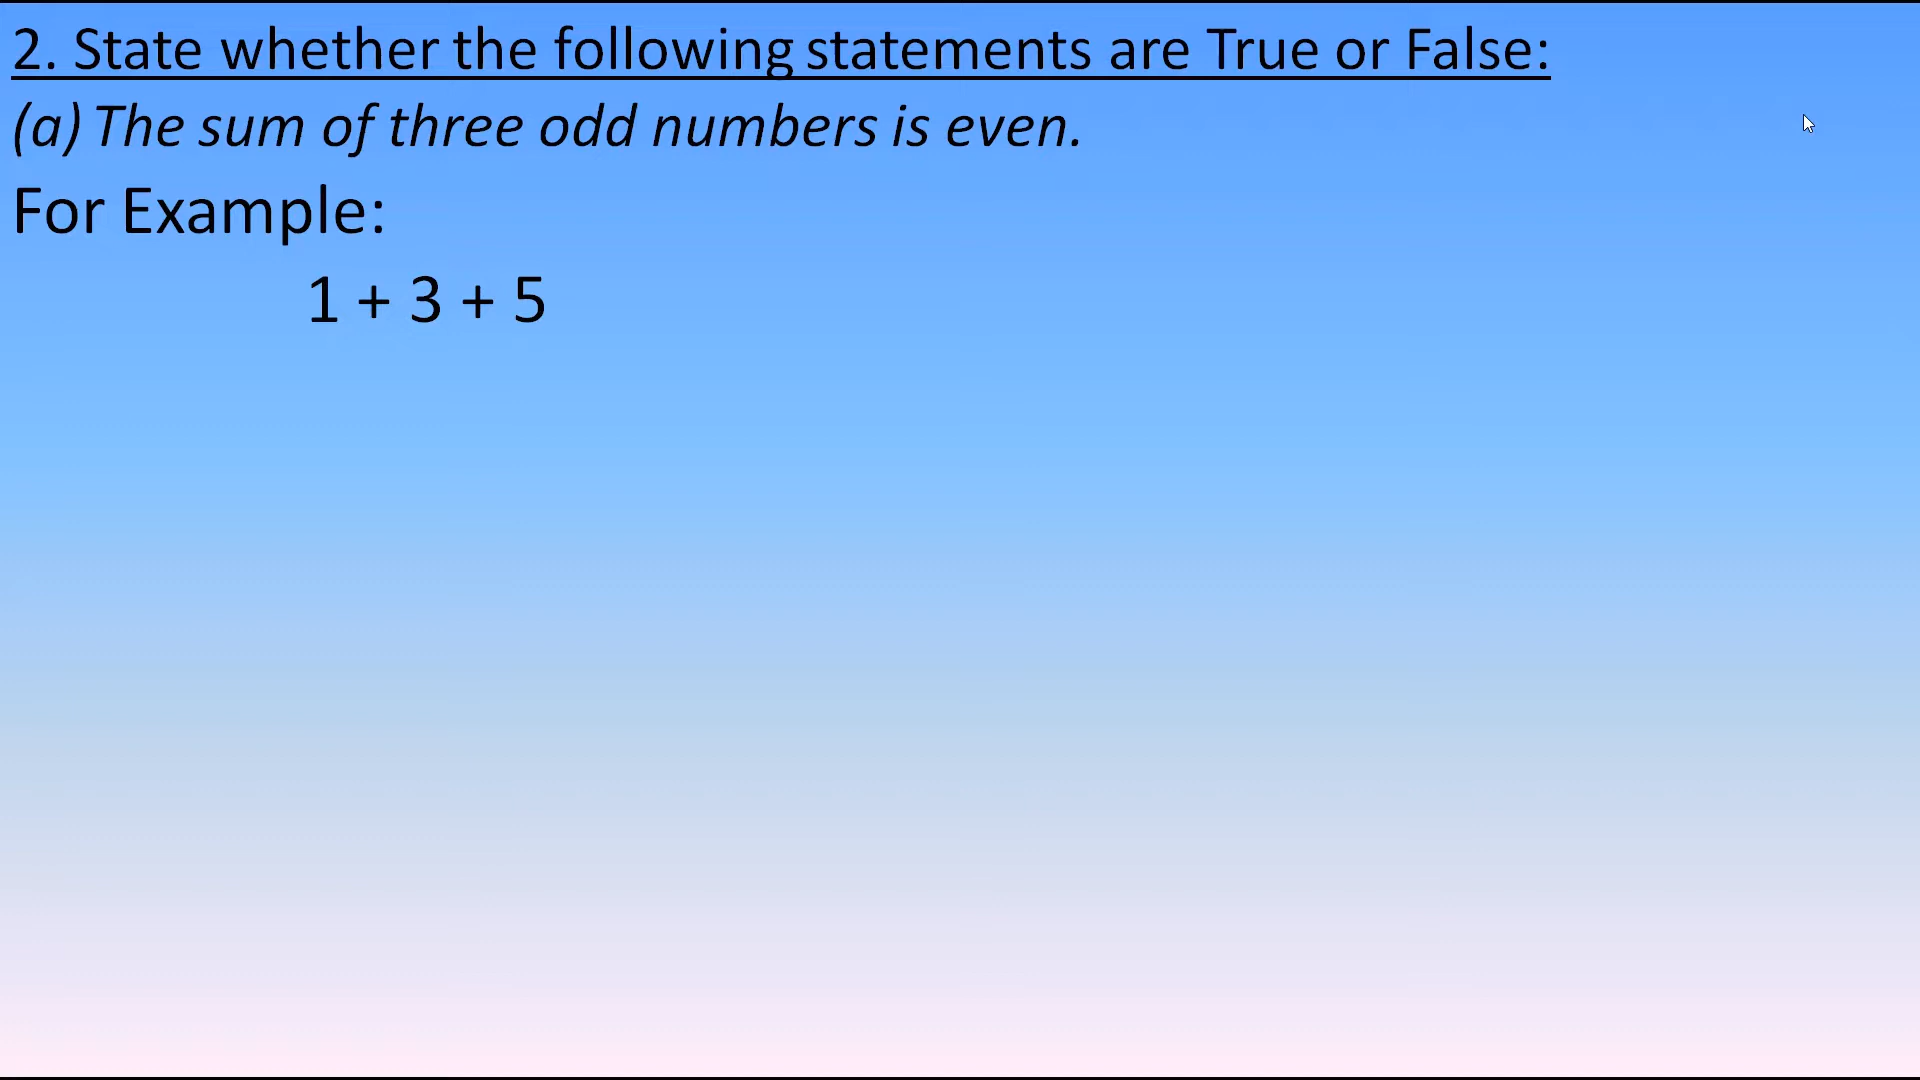 2. State whether the following statements are True or False:
(a) The sum of three odd numbers is even.
For Example:
1 + 3 + 5